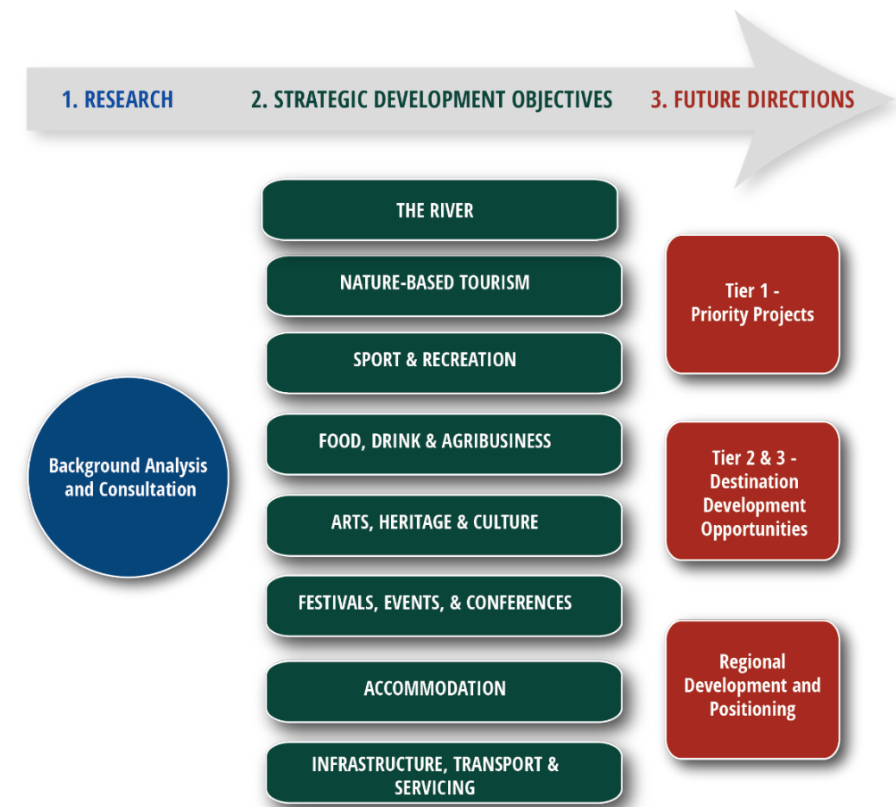 1. RESEARCH
2. STRATEGIC DEVELOPMENT OBJECTIVES
3. FUTURE DIRECTIONS
Background Analysis
and Consultation
THE RIVER
NATURE-BASED TOURISM
SPORT & RECREATION
FOOD, DRINK & AGRIBUSINESS
ARTS, HERITAGE & CULTURE
FESTIVALS, EVENTS, & CONFERENCES
ACCOMMODATION
INFRASTRUCTURE, TRANSPORT &
SERVICING
Tier 1 -
Priority Projects
Tier 2 & 3 -
Destination
Development
Opportunities
Regional
Development and
Positioning